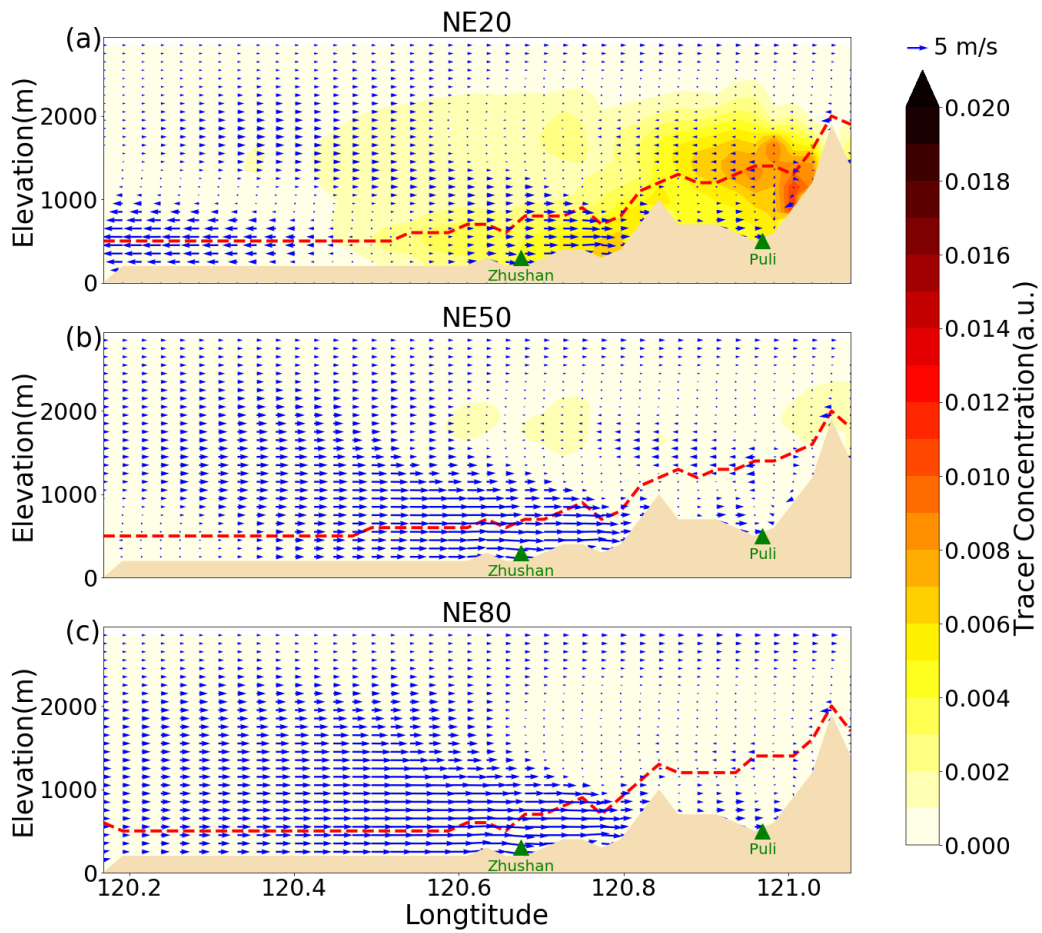 NE20
(a)
5 m/s
Elevation(m)
2000
1000
0
Zhushan
Puli
NE50
(b)
Elevation(m)
2000
1000
0
Zhushan
Puli
NE80
(c)
Elevation(m)
2000
1000
0
Zhushan
Puli
120.2
120.4
120.6
120.8
121.0
Longtitude
0.020
0.018
0.016
0.014
0.012
0.010
0.008
0.006
0.004
0.002
0.000
Tracer Concentration(a.u.)